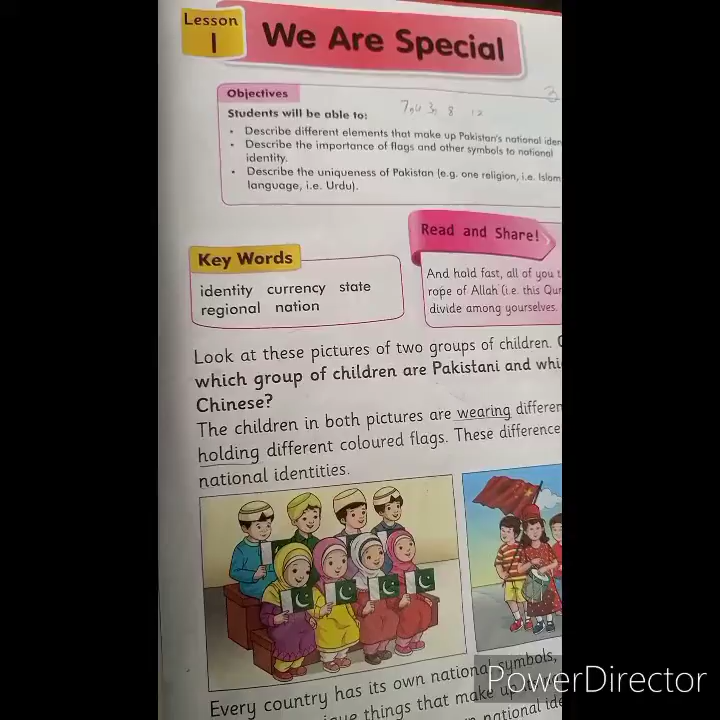 Lesson
1
We Are Special
Objectives
Students will be able to:
• Describe different elements that make up Pakistan's national
• Describe the importance of flags and other symbols to national
identity.
• Describe the uniqueness of Pakistan (e.g. one religion, i.e. Islam
language, i.e. Urdu).
Read and Share!
And hold fast, all of you
rope of Allah (i.e. this
divide among yourselves.
Key Words
identity currency state
regional nation
Look at these pictures of two groups of children.
which group of children are Pakistani and
Chinese?
The children in both pictures are wearing
holding different coloured flags. These
national identities.
Every country has its own national symbols,
things that make up
national
PowerDirector